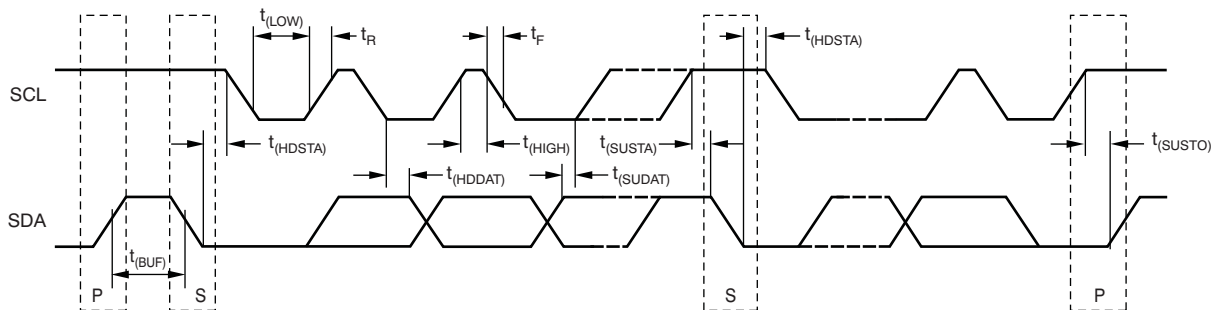 t(LOW)
tR
tF
t(HDSTA)
SCL
t(HDSTA)
t(HIGH)
t(SUSTA)
t(SUSTO)
t(HDDAT)
t(SUDAT)
SDA
t(BUF)
P
S
S
P